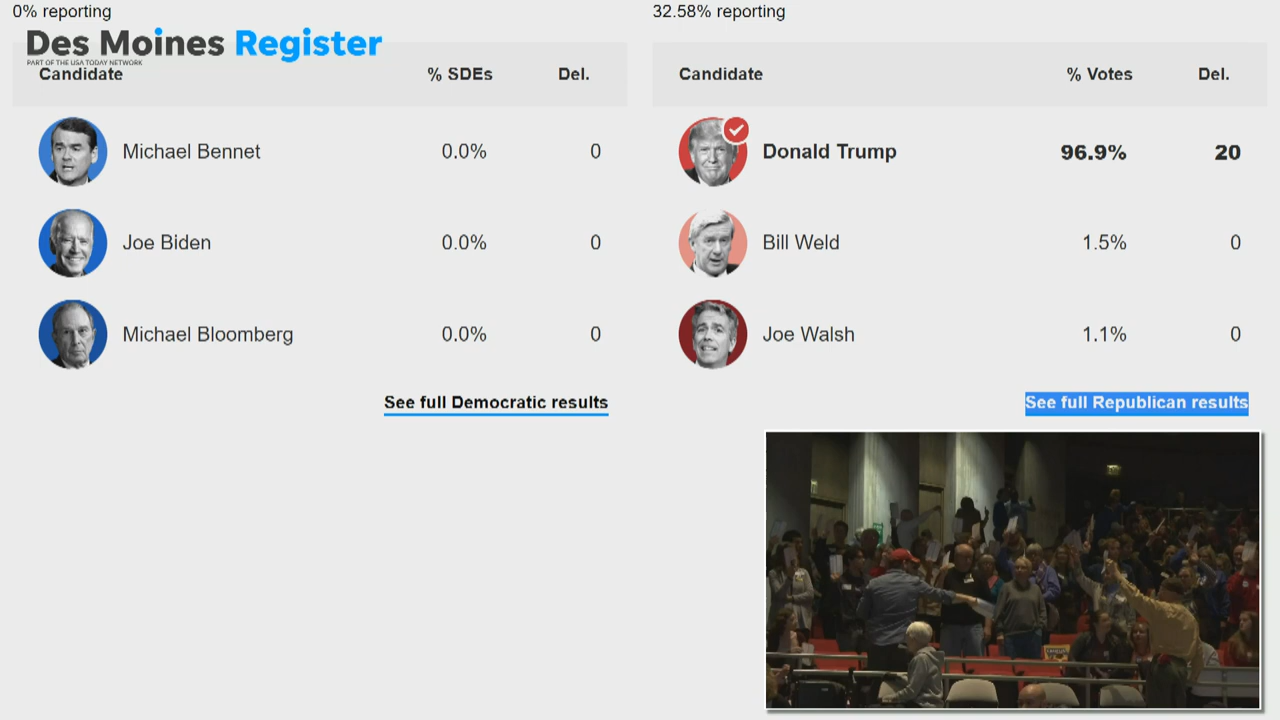 0% reporting
Des Moines Register
PART OF THE USA TODAY NETWORK
Candidate % SDEs Del.
Michael Bennet 0.0% 0
Joe Biden 0.0% 0
Michael Bloomberg 0.0% 0
See full Democratic results
32.58% reporting
Candidate % Votes Del.
Donald Trump 96.9% 20
Bill Weld 1.5% 0
Joe Walsh 1.1% 0
See full Republican results